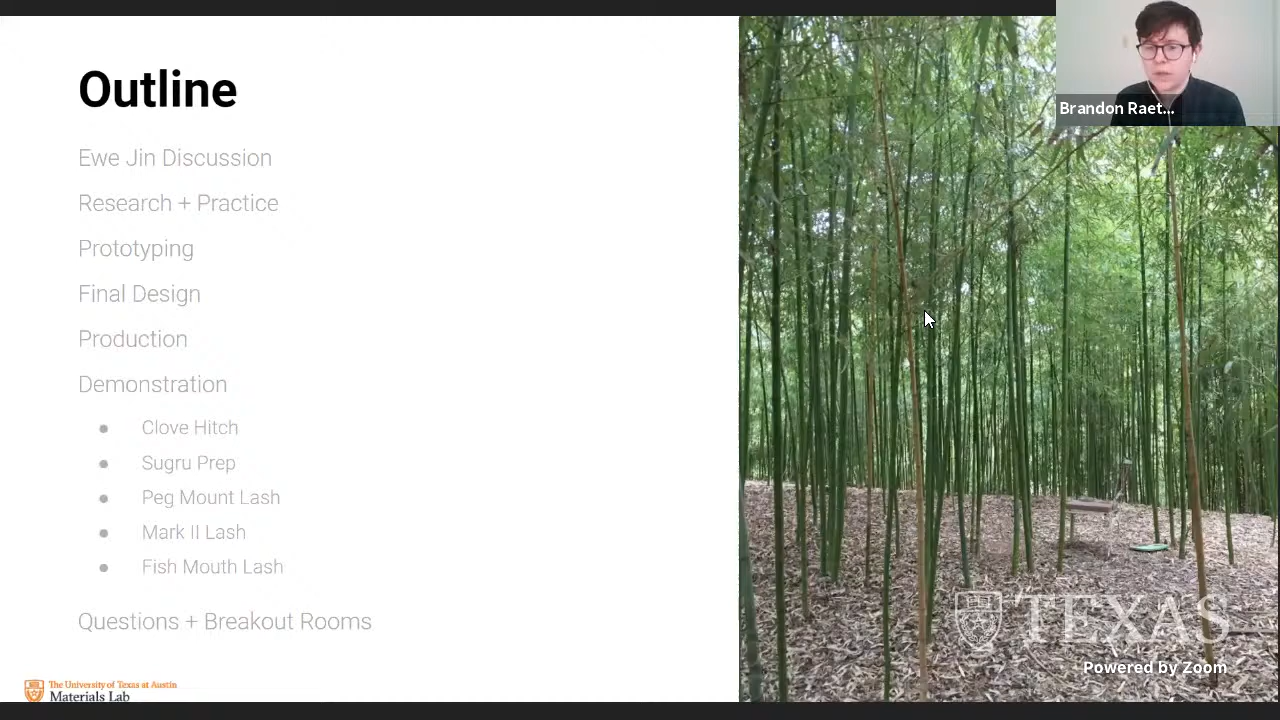 Outline
Ewe Jin Discussion
Research + Practice
Prototyping
Final Design
Production
Demonstration
● Clove Hitch
● Sugru Prep
● Peg Mount Lash
● Mark II Lash
● Fish Mouth Lash
Questions + Breakout Rooms
The University of Texas at Austin
Materials Lab
Brandon Raet...
TEXAS
Powered by Zoom